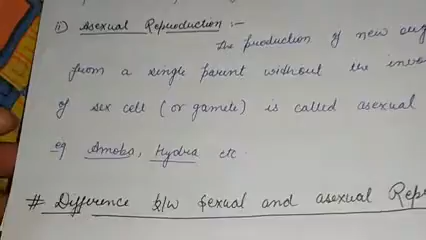 ii) Asexual Reproduction :-
The production of new
from a single parent without the
of sex cell (or gamete) is called asexual
eg Amoba, Hydra etc.
# Difference b/w sexual and asexual